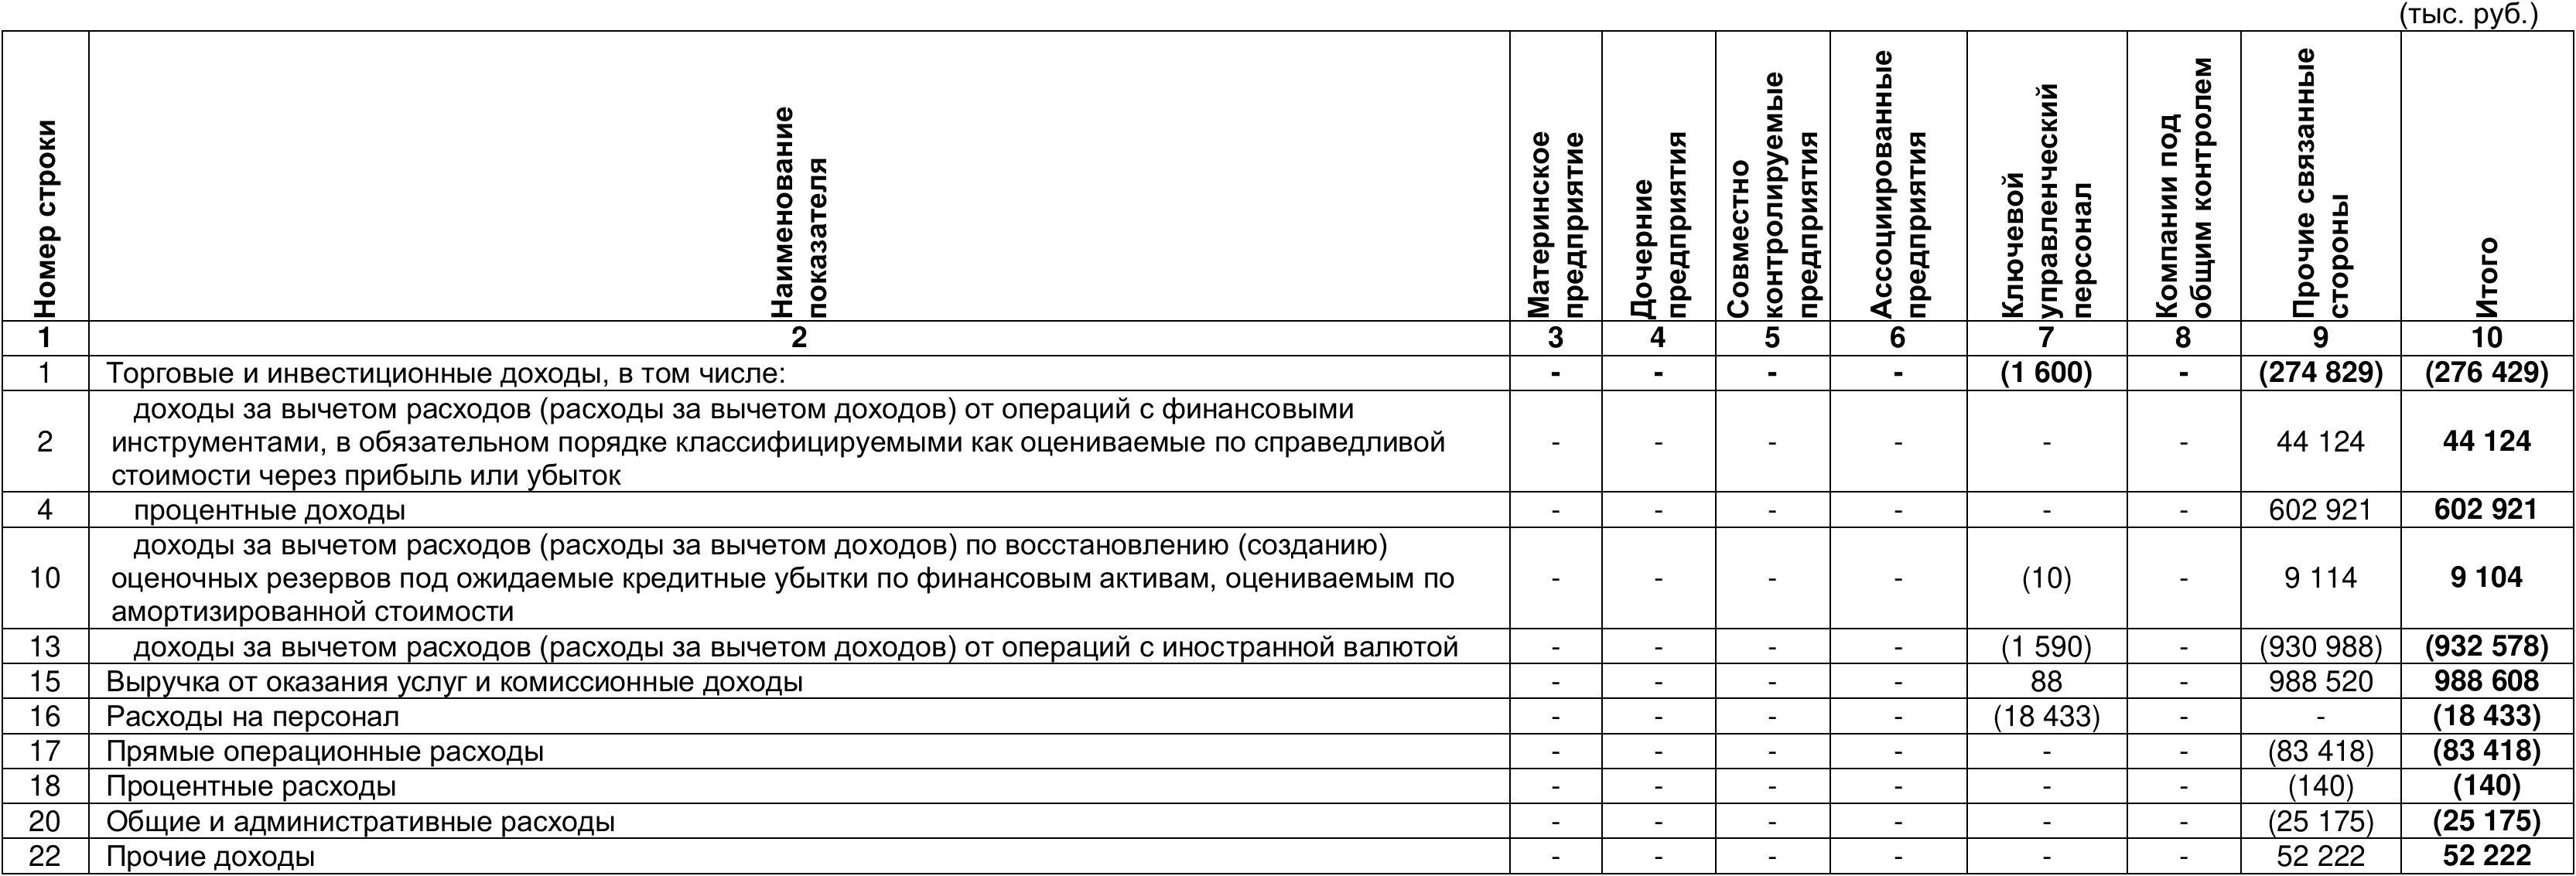 (тыс. руб.)
Номер строки
Наименование
показателя
Материнское
предприятие
Дочерние
предприятия
Совместно
контролируемые
предприятия
Ассоциированные
предприятия
Ключевой
управленческий
персонал
Компании под
общим контролем
Прочие связанные
стороны
Итого
1 2 3 4 5 6 7 8 9 10
1 Торговые и инвестиционные доходы, в том числе: - - - - (1 600) - (274 829) (276 429)
доходы за вычетом расходов (расходы за вычетом доходов) от операций с финансовыми
2 инструментами, в обязательном порядке классифицируемыми как оцениваемые по справедливой - - - - - - 44 124 44 124
стоимости через прибыль или убыток
4 процентные доходы - - - - - - 602 921 602 921
доходы за вычетом расходов (расходы за вычетом доходов) по восстановлению (созданию)
10 оценочных резервов под ожидаемые кредитные убытки по финансовым активам, оцениваемым по - - - - (10) - 9 114 9 104
амортизированной стоимости
13 доходы за вычетом расходов (расходы за вычетом доходов) от операций с иностранной валютой - - - - (1 590) - (930 988) (932 578)
15 Выручка от оказания услуг и комиссионные доходы - - - - 88 - 988 520 988 608
16 Расходы на персонал - - - - (18 433) - - (18 433)
17 Прямые операционные расходы - - - - - - (83 418) (83 418)
18 Процентные расходы - - - - - - (140) (140)
20 Общие и административные расходы - - - - - - (25 175) (25 175)
22 Прочие доходы - - - - - - 52 222 52 222